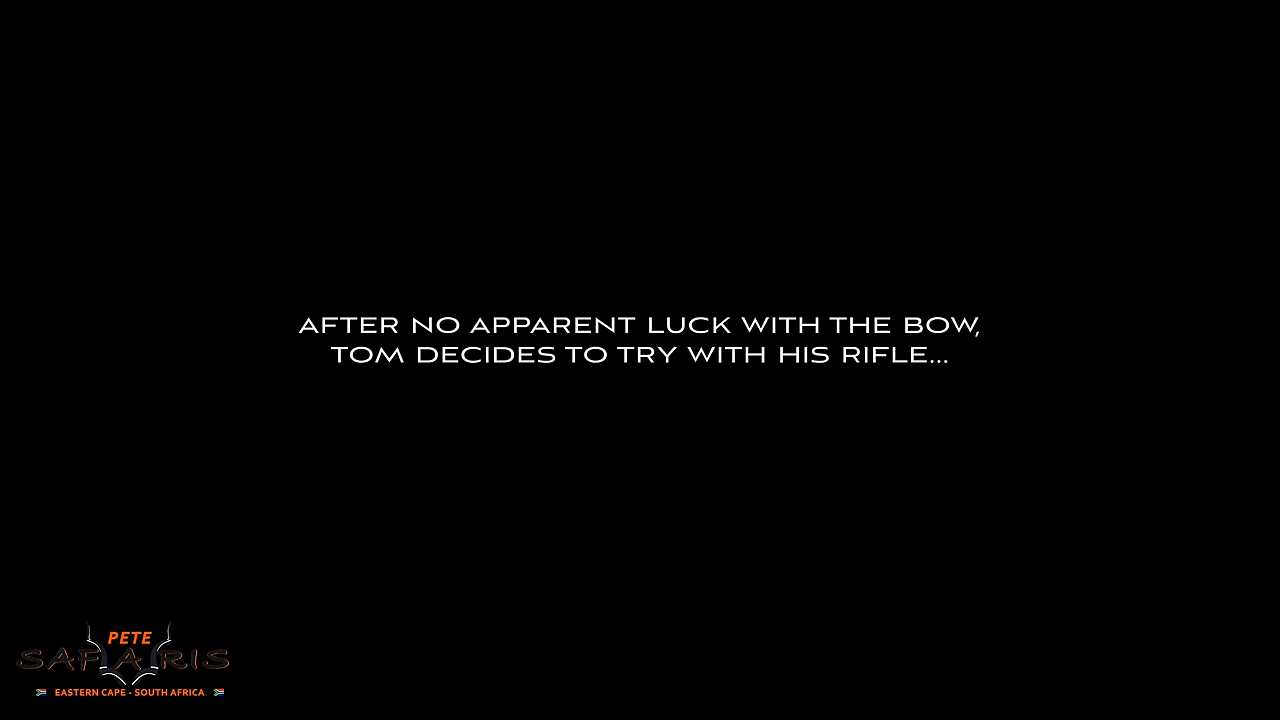 AFTER NO APPARENT LUCK WITH THE BOW,
TOM DECIDES TO TRY WITH HIS RIFLE...
PETE
SAFARIS
EASTERN CAPE - SOUTH AFRICA